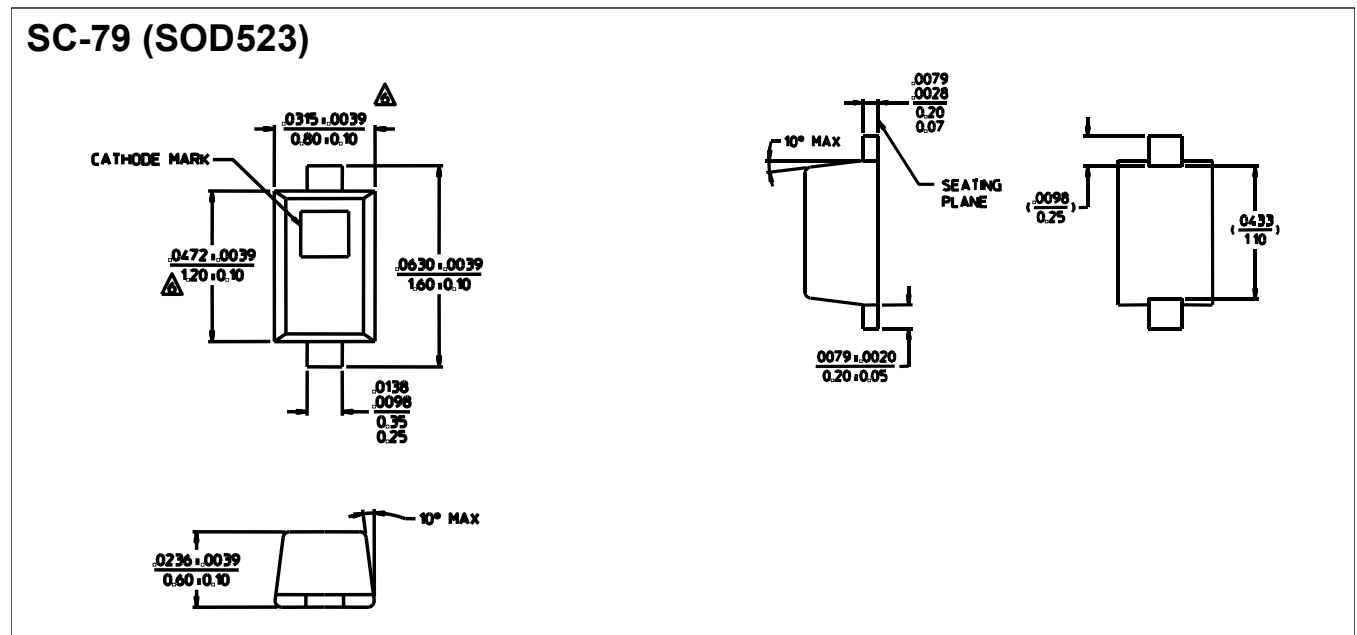 SC-79 (SOD523)
6
.0315±.0039
0.80±0.10
CATHODE MARK
.0472±.0039
1.20±0.10
6
.0630±.0039
1.60±0.10
.0138
.0098
0.35
0.25
10° MAX
.0236±.0039
0.60±0.10
.0079
.0028
0.20
0.07
10° MAX
SEATING
PLANE
.0079±.0020
0.20±0.05
( .0098 )
0.25
( .0433 )
1.10